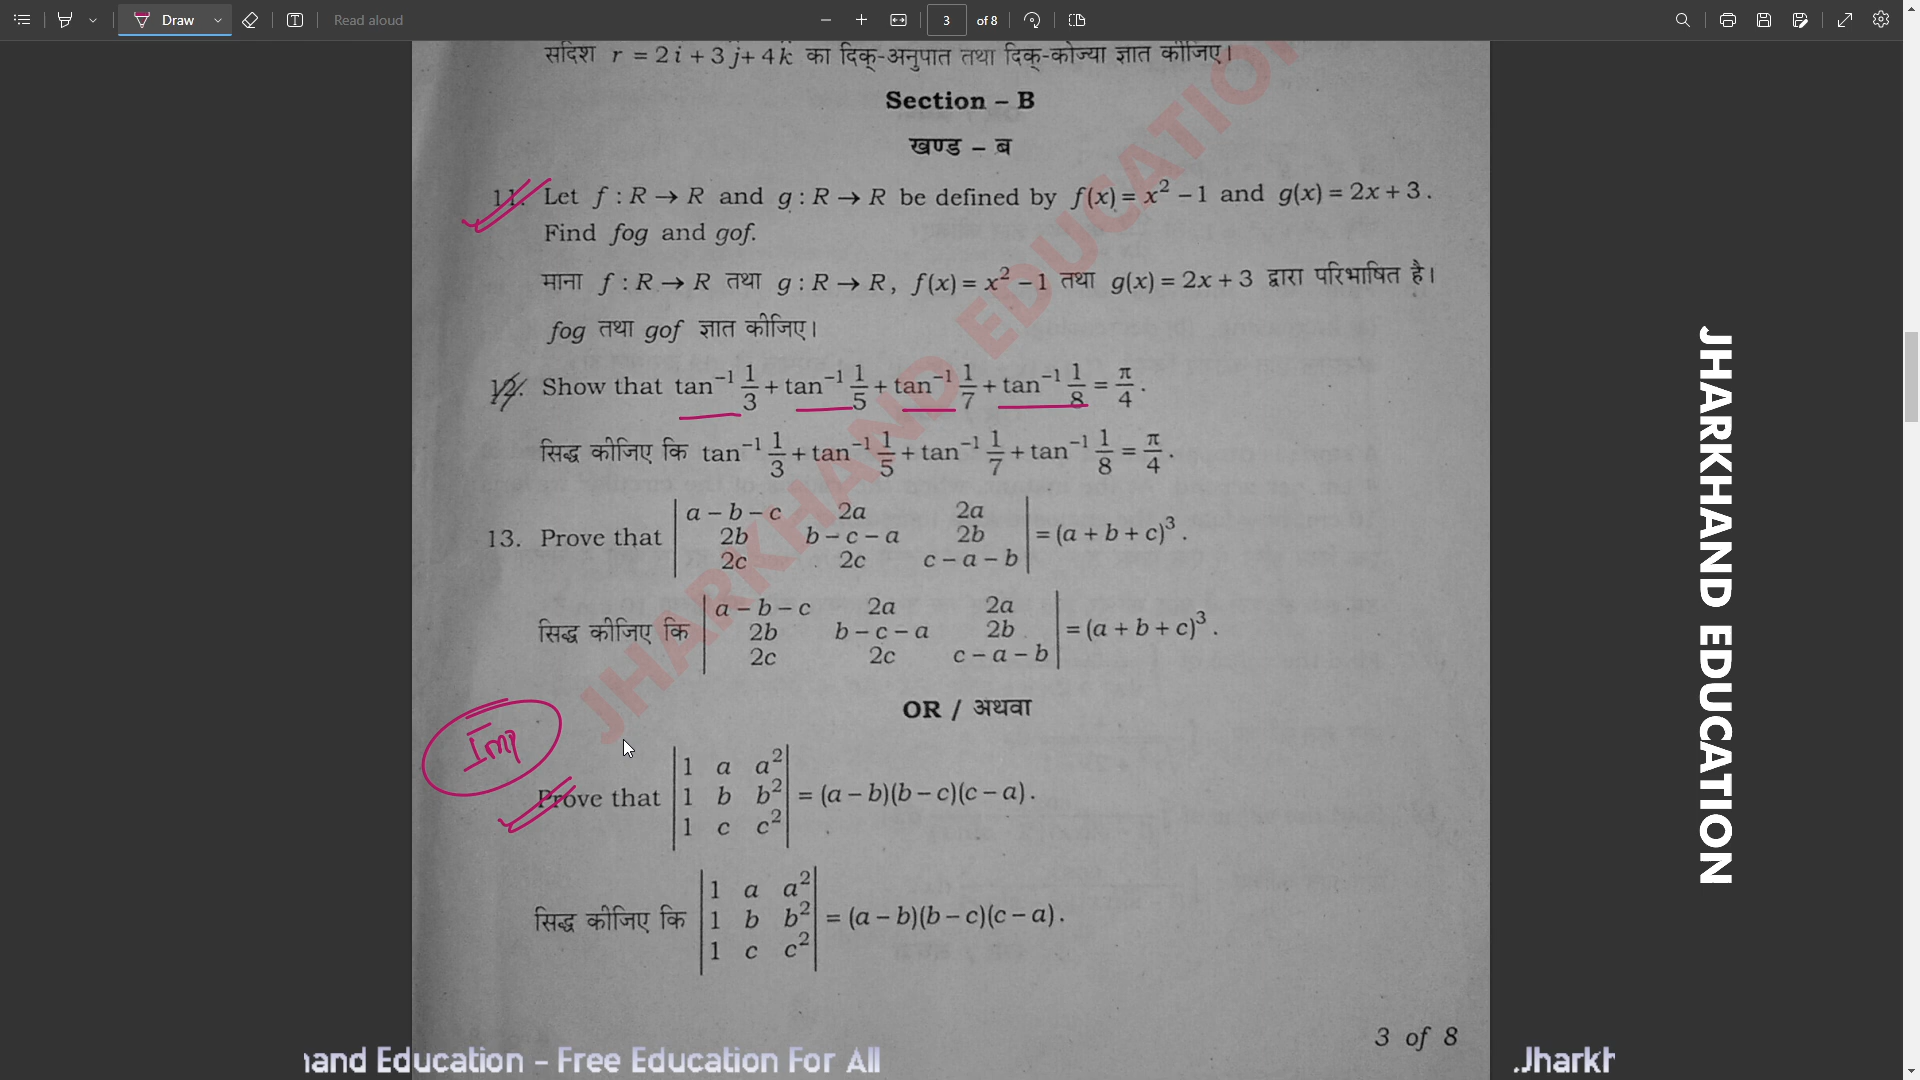 Draw
Read aloud
3 of 8
सदिश r = 2i + 3j + 4k का दिक्-अनुपात तथा दिक्-कोज्या ज्ञात कीजिए।
Section – B
खण्ड – ब
11. Let f : R → R and g : R → R be defined by f(x) = x² – 1 and g(x) = 2x + 3.
Find fog and gof.
माना f : R → R तथा g : R → R, f(x) = x² – 1 तथा g(x) = 2x + 3 द्वारा परिभाषित है।
fog तथा gof ज्ञात कीजिए।
12. Show that tan⁻¹ 1/3 + tan⁻¹ 1/5 + tan⁻¹ 1/7 + tan⁻¹ 1/8 = π/4.
सिद्ध कीजिए कि tan⁻¹ 1/3 + tan⁻¹ 1/5 + tan⁻¹ 1/7 + tan⁻¹ 1/8 = π/4.
13. Prove that | a – b – c 2a 2a |
| 2b b – c – a 2b | = (a + b + c)³.
| 2c 2c c – a – b |
सिद्ध कीजिए कि | a – b – c 2a 2a |
| 2b b – c – a 2b | = (a + b + c)³.
| 2c 2c c – a – b |
OR / अथवा
Imp
Prove that | 1 a a² |
| 1 b b² | = (a – b)(b – c)(c – a).
| 1 c c² |
सिद्ध कीजिए कि | 1 a a² |
| 1 b b² | = (a – b)(b – c)(c – a).
| 1 c c² |
3 of 8
JHARKHAND EDUCATION
JHARKHAND EDUCATION
hand Education - Free Education For All
.Jharkh